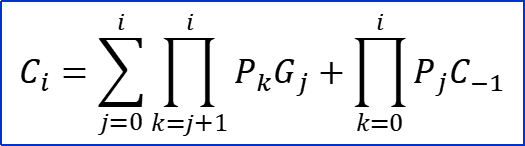 C_i = \sum_{j=0}^{i} \prod_{k=j+1}^{i} P_k G_j + \prod_{k=0}^{i} P_j C_{-1}